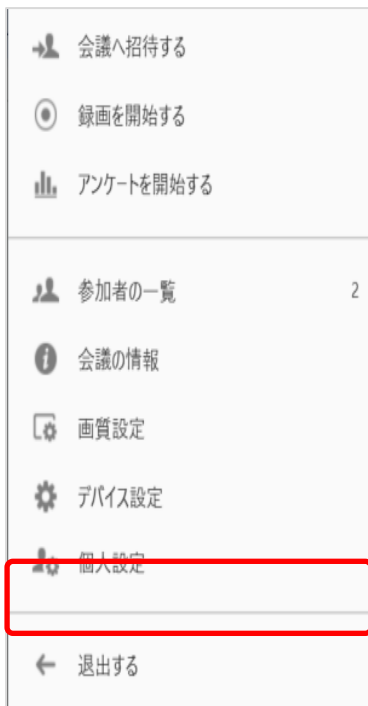 会議へ招待する
録画を開始する
アンケートを開始する
参加者の一覧 2
会議の情報
画質設定
デバイス設定
個人設定
退出する